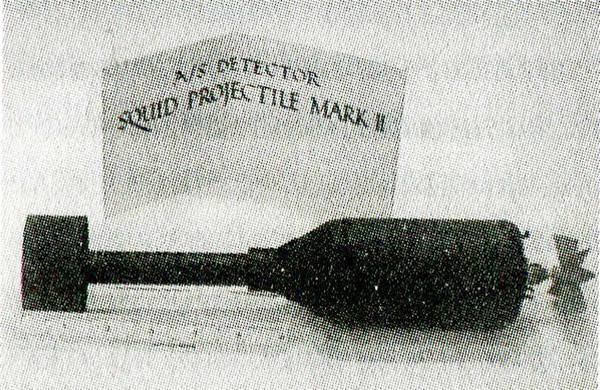 A/S DETECTOR
SQUID PROJECTILE MARK II